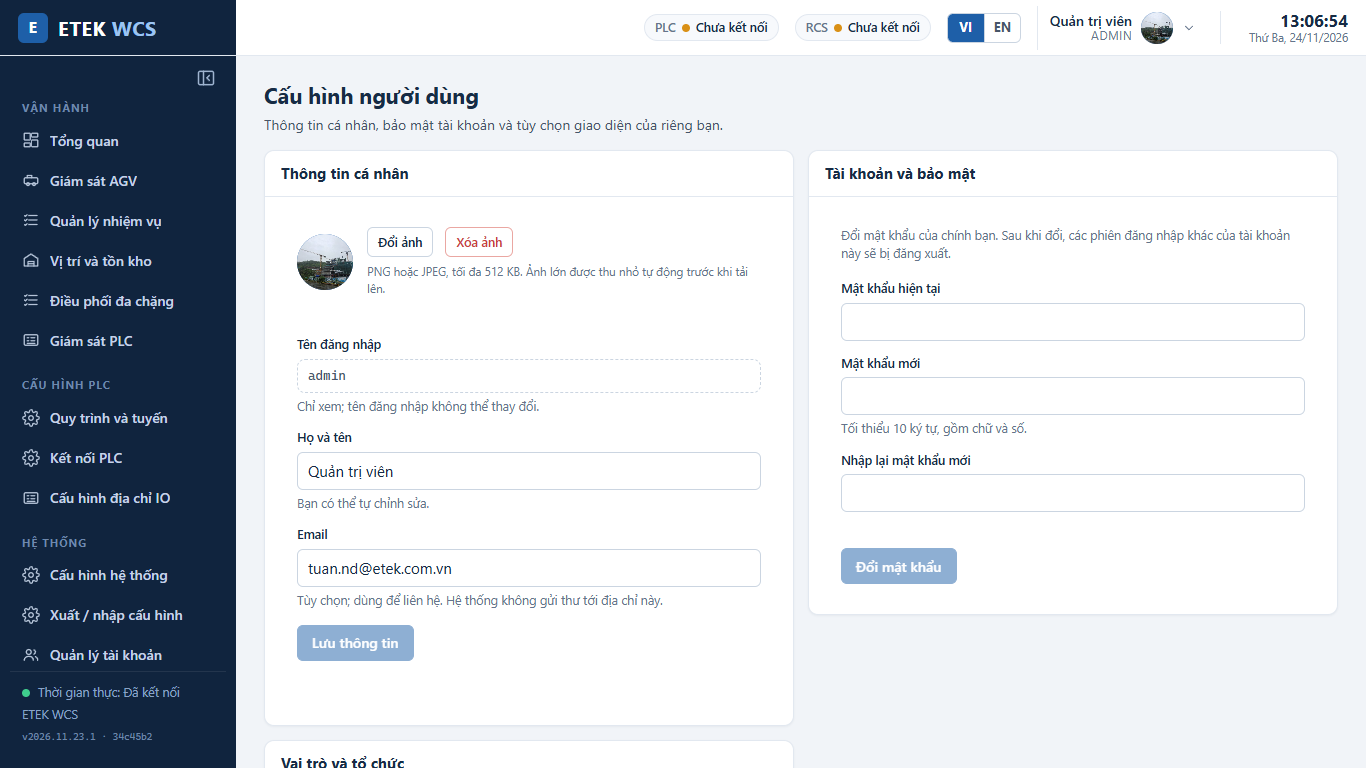 E ETEK WCS
PLC Chưa kết nối
RCS Chưa kết nối
VI EN
Quản trị viên
ADMIN
13:06:54
Thứ Ba, 24/11/2026
VẬN HÀNH
Tổng quan
Giám sát AGV
Quản lý nhiệm vụ
Vị trí và tồn kho
Điều phối đa chặng
Giám sát PLC
CẤU HÌNH PLC
Quy trình và tuyến
Kết nối PLC
Cấu hình địa chỉ IO
HỆ THỐNG
Cấu hình hệ thống
Xuất / nhập cấu hình
Quản lý tài khoản
Thời gian thực: Đã kết nối
ETEK WCS
v2026.11.23.1 · 34c45b2
Cấu hình người dùng
Thông tin cá nhân, bảo mật tài khoản và tùy chọn giao diện của riêng bạn.
Thông tin cá nhân
Đổi ảnh
Xóa ảnh
PNG hoặc JPEG, tối đa 512 KB. Ảnh lớn được thu nhỏ tự động trước khi tải
lên.
Tên đăng nhập
admin
Chỉ xem; tên đăng nhập không thể thay đổi.
Họ và tên
Quản trị viên
Bạn có thể tự chỉnh sửa.
Email
tuan.nd@etek.com.vn
Tùy chọn; dùng để liên hệ. Hệ thống không gửi thư tới địa chỉ này.
Lưu thông tin
Tài khoản và bảo mật
Đổi mật khẩu của chính bạn. Sau khi đổi, các phiên đăng nhập khác của tài khoản
này sẽ bị đăng xuất.
Mật khẩu hiện tại
Mật khẩu mới
Tối thiểu 10 ký tự, gồm chữ và số.
Nhập lại mật khẩu mới
Đổi mật khẩu
Vai trò và tổ chức